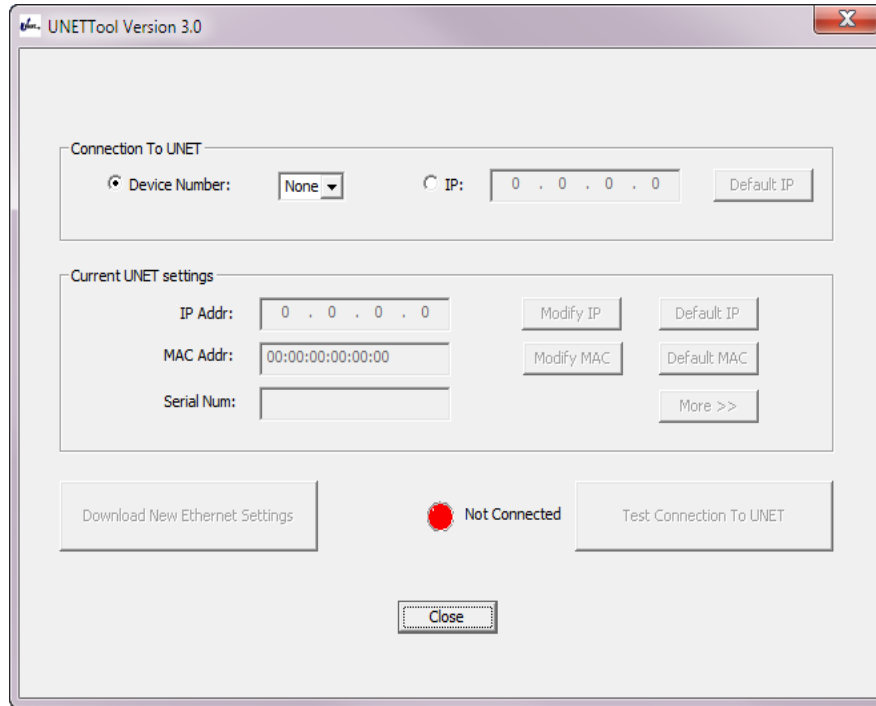 UNETTool Version 3.0
Connection To UNET
Device Number: None IP: 0 . 0 . 0 . 0 Default IP
Current UNET settings
IP Addr: 0 . 0 . 0 . 0 Modify IP Default IP
MAC Addr: 00:00:00:00:00:00 Modify MAC Default MAC
Serial Num: More >>
Download New Ethernet Settings Not Connected Test Connection To UNET
Close